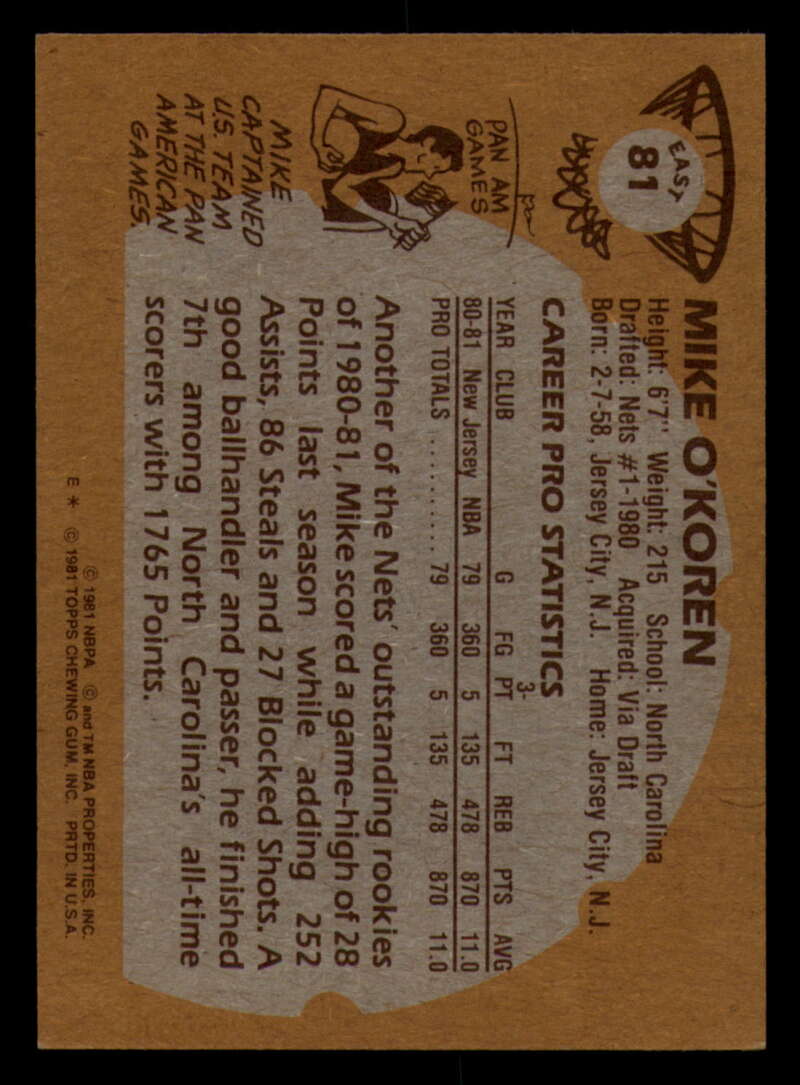 EAST
81
MIKE O'KOREN
Height: 6'7" Weight: 215 School: North Carolina
Drafted: Nets #1-1980 Acquired: Via Draft
Born: 2-7-58, Jersey City, N.J. Home: Jersey City, N.J.
CAREER PRO STATISTICS
3-
YEAR CLUB G FG PT FT REB PTS AVG
80-81 New Jersey NBA 79 360 5 135 478 870 11.0
PRO TOTALS .......... 79 360 5 135 478 870 11.0
Another of the Nets' outstanding rookies
of 1980-81, Mike scored a game-high of 28
Points last season while adding 252
Assists, 86 Steals and 27 Blocked Shots. A
good ballhandler and passer, he finished
7th among North Carolina's all-time
scorers with 1765 Points.
PAN AM
GAMES
MIKE
CAPTAINED
U.S. TEAM
AT THE PAN
AMERICAN
GAMES.
© 1981 NBPA © and TM NBA PROPERTIES, INC.
E * © 1981 TOPPS CHEWING GUM, INC. PRTD. IN U.S.A.